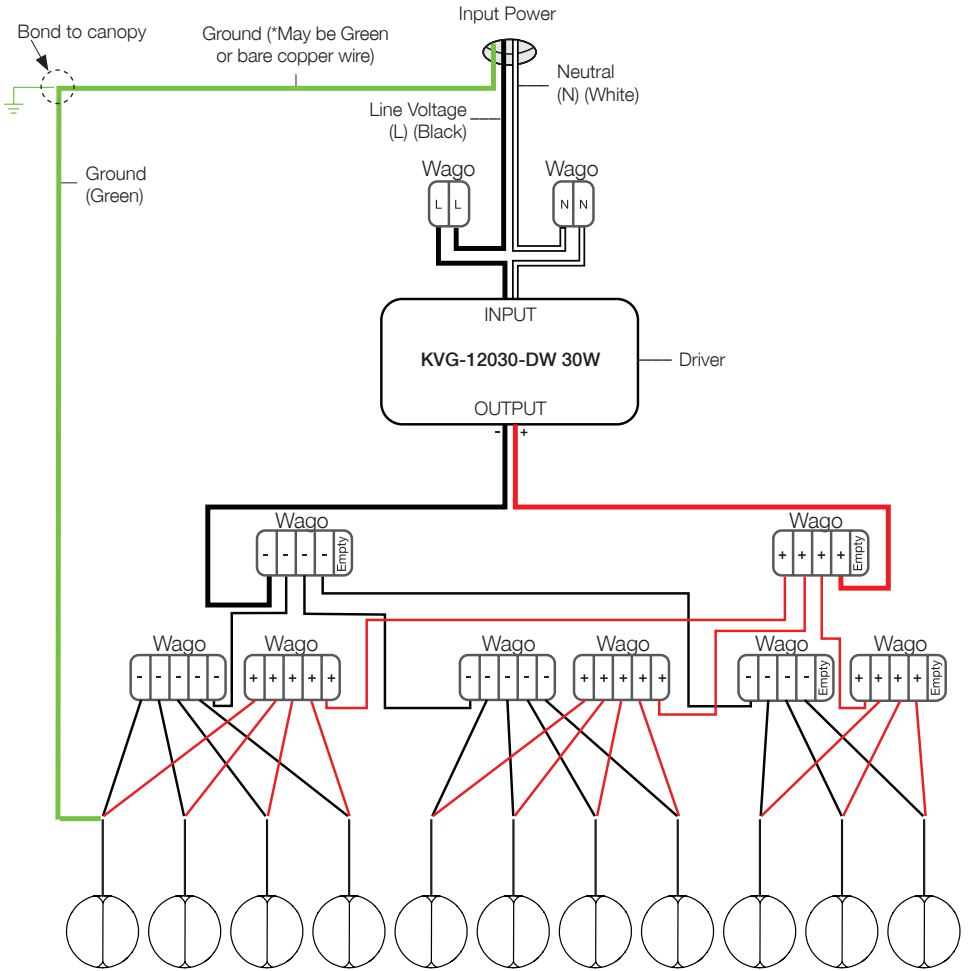 Input Power
Bond to canopy
Ground (*May be Green
or bare copper wire)
Neutral
(N) (White)
Line Voltage
(L) (Black)
Ground
(Green)
Wago
Wago
L L
N N
INPUT
KVG-12030-DW 30W
Driver
OUTPUT
- +
Wago
Wago
- - - - Empty
+ + + + Empty
Wago
Wago
Wago
Wago
Wago
Wago
- - - - -
+ + + + +
- - - - -
+ + + + +
- - - - Empty
+ + + + Empty